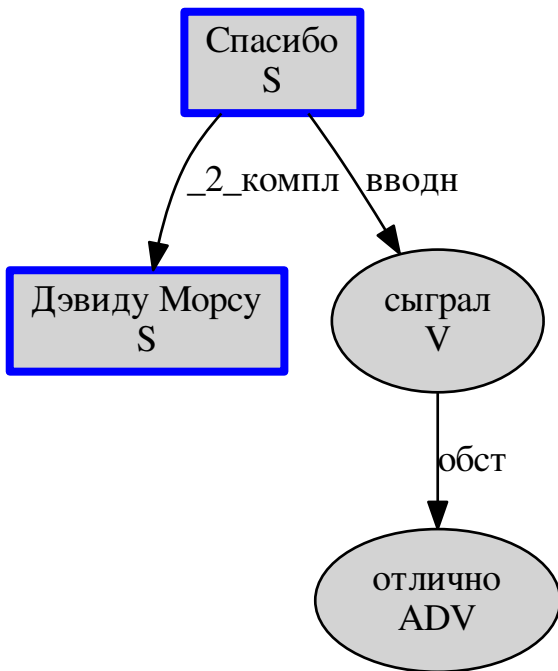 Спасибо
S
_2_компл
вводн
Дэвиду Морсу
S
сыграл
V
обст
отлично
ADV